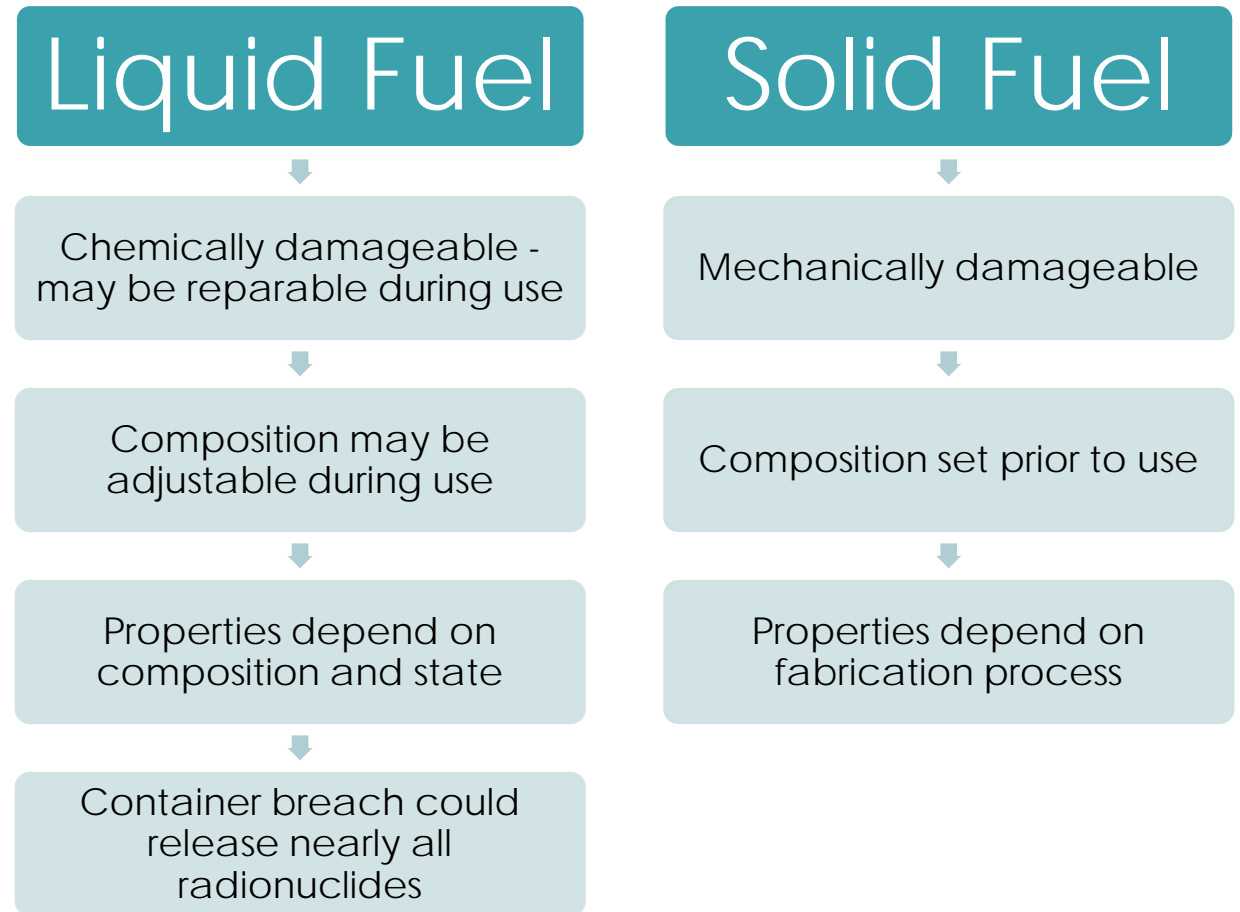 Liquid Fuel
Chemically damageable -
may be reparable during use
Composition may be
adjustable during use
Properties depend on
composition and state
Container breach could
release nearly all
radionuclides
Solid Fuel
Mechanically damageable
Composition set prior to use
Properties depend on
fabrication process